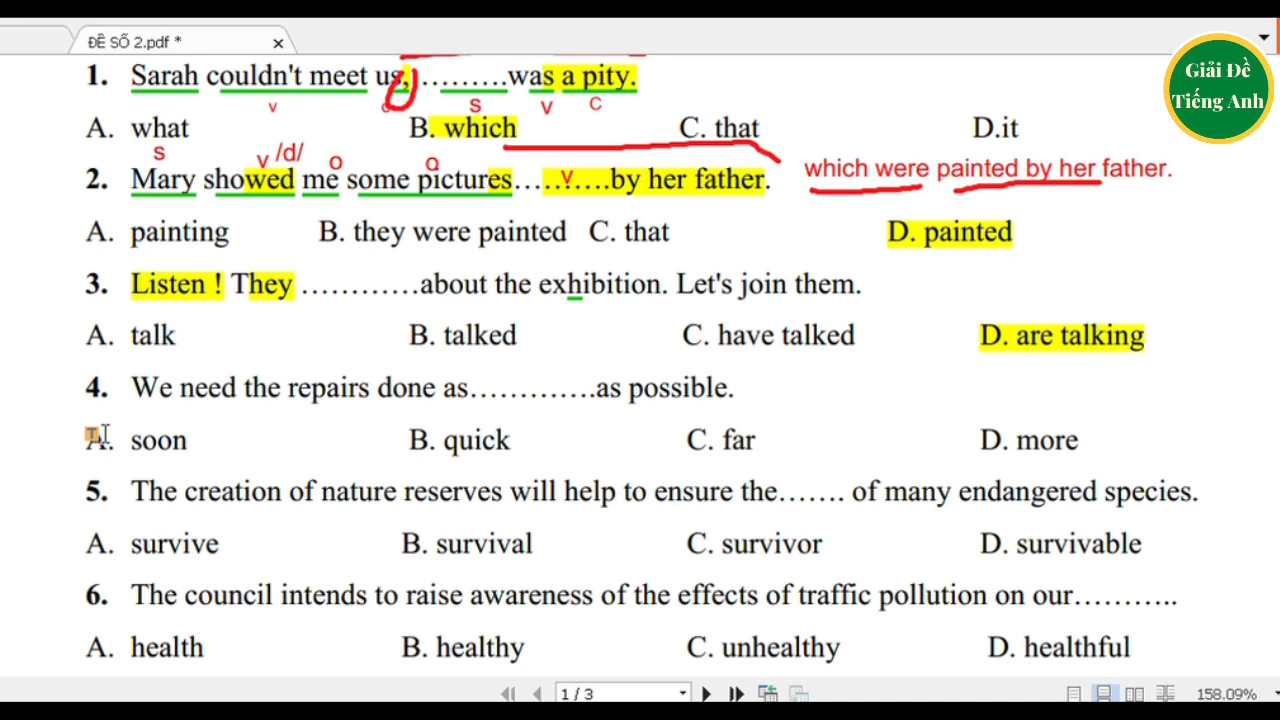 ĐỀ SỐ 2.pdf *
Giải Đề
Tiếng Anh
1. Sarah couldn't meet us, ………was a pity.
v s v C
A. what B. which C. that D.it
s v /d/ o o v
2. Mary showed me some pictures………by her father. which were painted by her father.
A. painting B. they were painted C. that D. painted
3. Listen ! They …………about the exhibition. Let's join them.
A. talk B. talked C. have talked D. are talking
4. We need the repairs done as…………as possible.
A. soon B. quick C. far D. more
5. The creation of nature reserves will help to ensure the……. of many endangered species.
A. survive B. survival C. survivor D. survivable
6. The council intends to raise awareness of the effects of traffic pollution on our………..
A. health B. healthy C. unhealthy D. healthful
1 / 3 158.09%